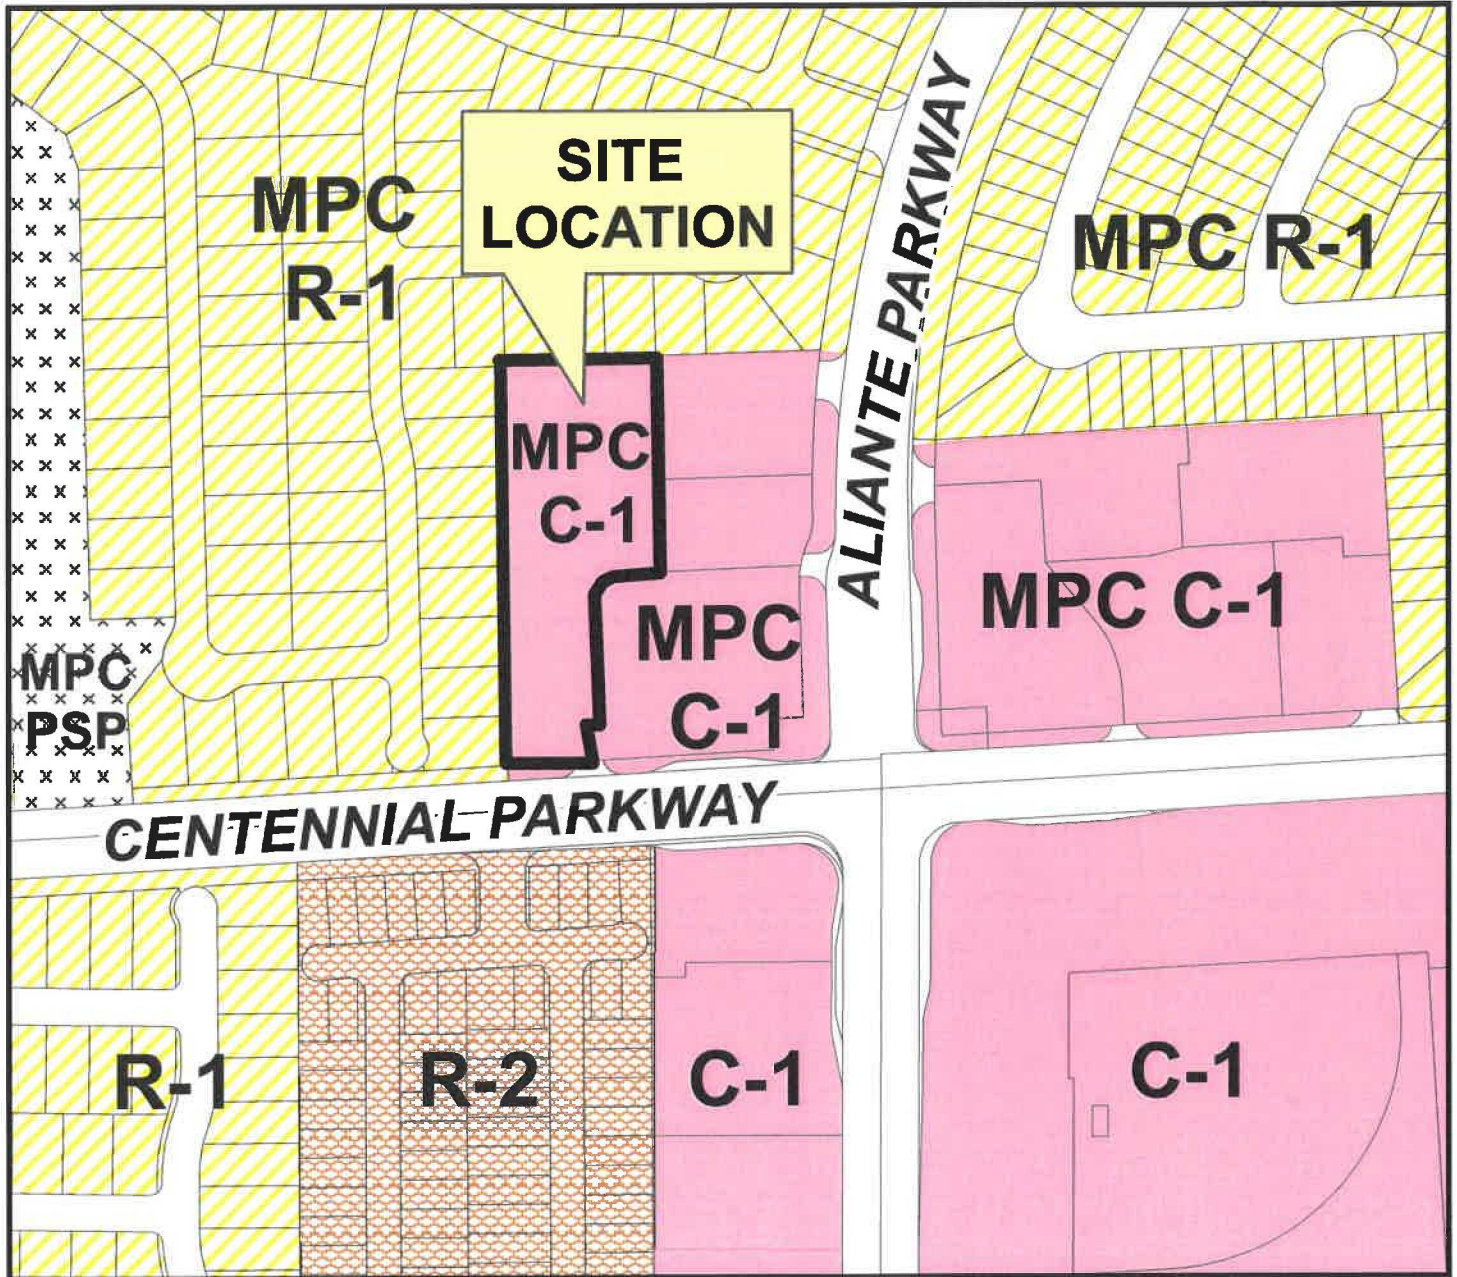 SITE
LOCATION
MPC
R-1
ALIANTE PARKWAY
MPC R-1
MPC
C-1
MPC
C-1
MPC C-1
MPC
PSP
CENTENNIAL PARKWAY
R-1
R-2
C-1
C-1